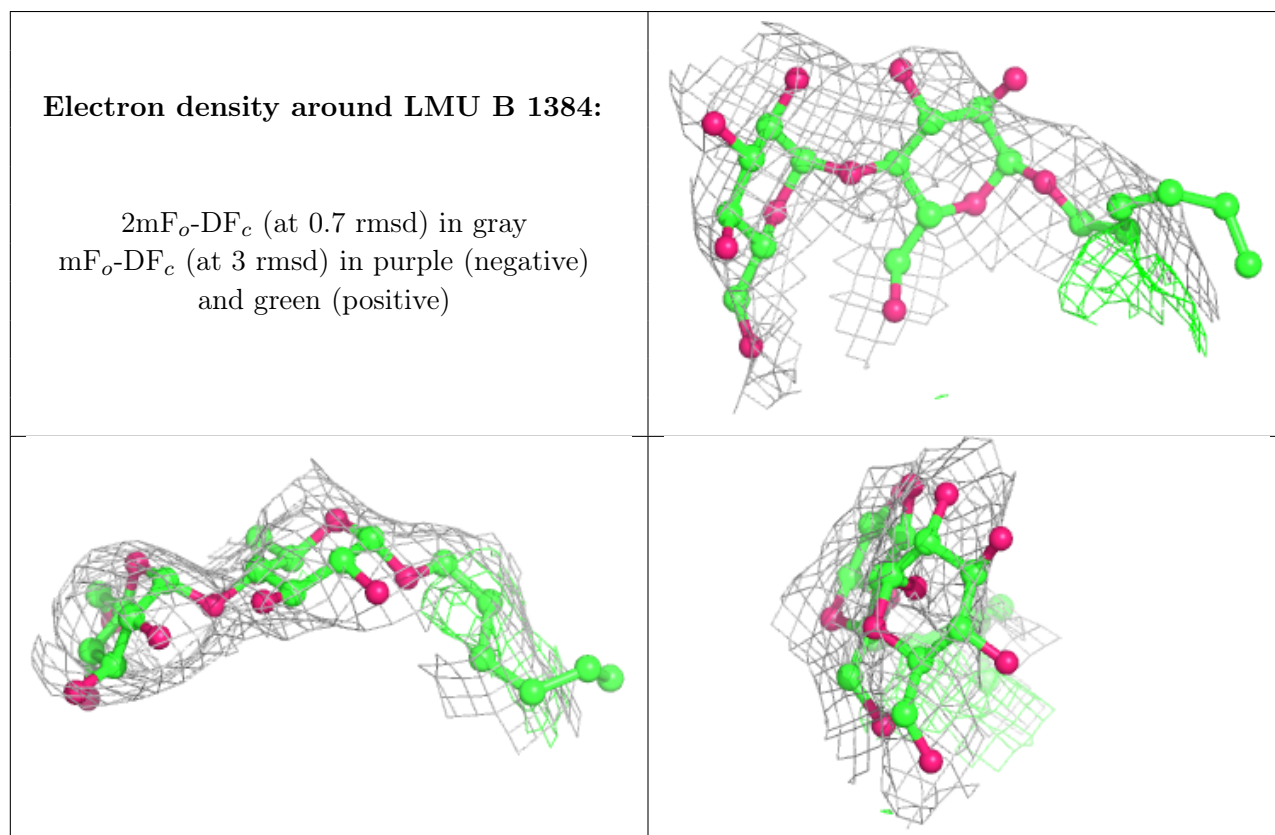 Electron density around LMU B 1384:
2mFo-DFc (at 0.7 rmsd) in gray
mFo-DFc (at 3 rmsd) in purple (negative)
and green (positive)